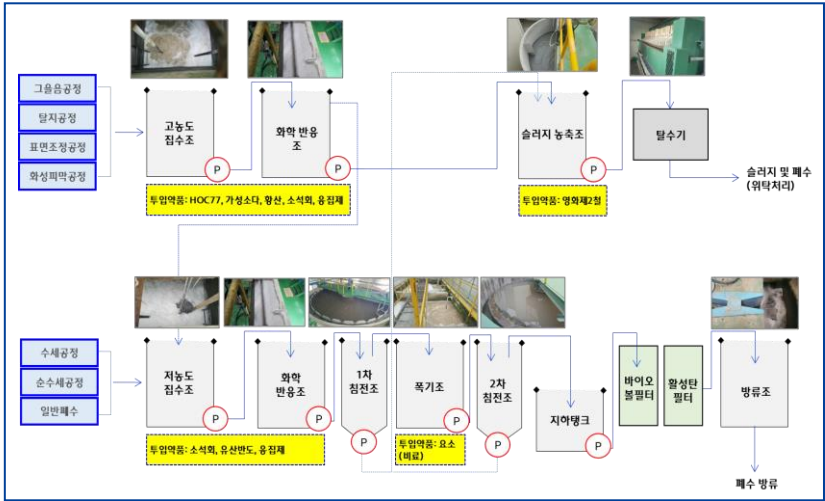 그을음공정
탈지공정
표면조정공정
화성피막공정
고농도
집수조
P
화학 반응
조
P
투입약품: HOC77, 가성소다, 황산, 소석회, 응집제
슬러지 농축조
P
투입약품: 영화제2철
탈수기
슬러지 및 폐수
(위탁처리)
수세공정
순수세공정
일반폐수
저농도
집수조
P
화학
반응조
P
투입약품: 소석회, 유산반도, 응집제
1차
침전조
P
폭기조
P
투입약품: 요소
(비료)
2차
침전조
P
지하탱크
P
바이오
볼필터
활성탄
필터
방류조
폐수 방류